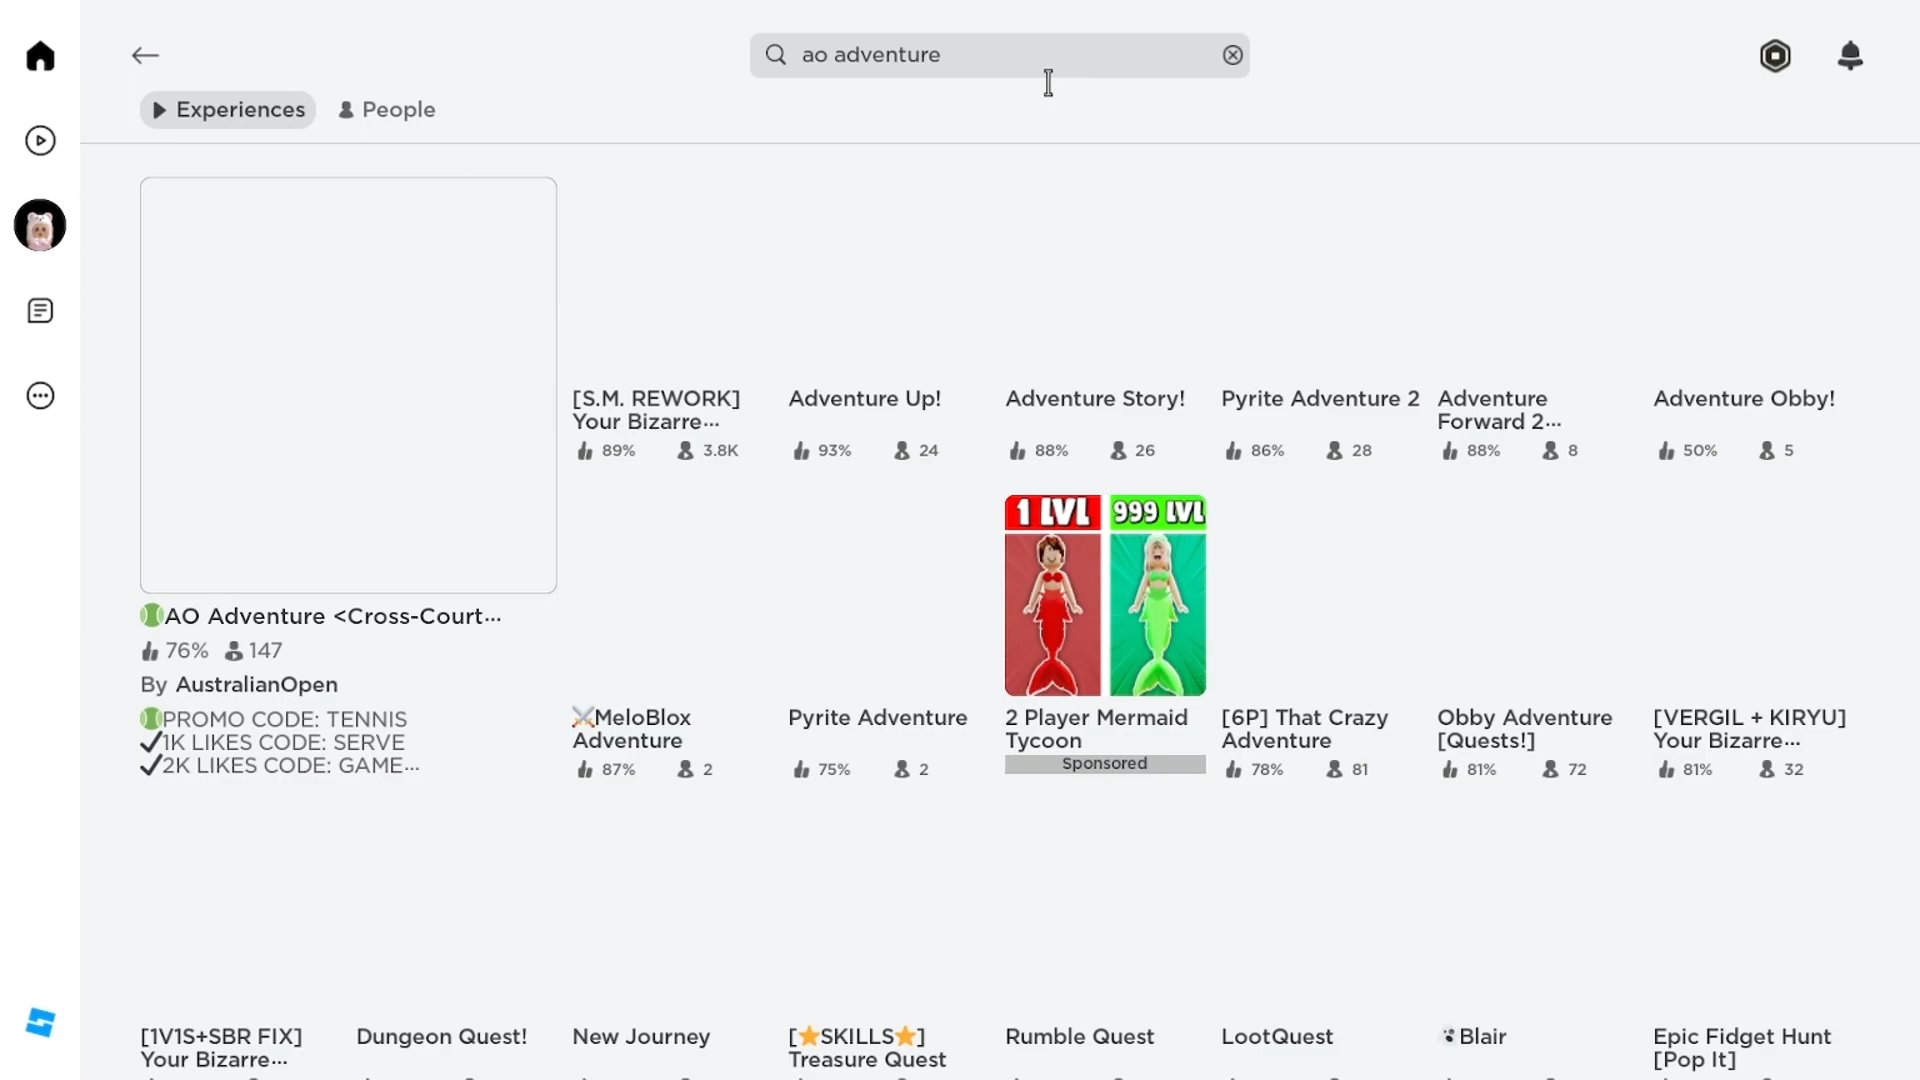 ao adventure
Experiences
People
[S.M. REWORK]
Your Bizarre...
89% 3.8K
Adventure Up!
93% 24
Adventure Story!
88% 26
Pyrite Adventure 2
86% 28
Adventure
Forward 2...
88% 8
Adventure Obby!
50% 5
AO Adventure <Cross-Court...
76% 147
By AustralianOpen
PROMO CODE: TENNIS
1K LIKES CODE: SERVE
2K LIKES CODE: GAME...
MeloBlox
Adventure
87% 2
Pyrite Adventure
75% 2
1 LVL
999 LVL
2 Player Mermaid
Tycoon
Sponsored
[6P] That Crazy
Adventure
78% 81
Obby Adventure
[Quests!]
81% 72
[VERGIL + KIRYU]
Your Bizarre...
81% 32
[1V1S+SBR FIX]
Your Bizarre...
Dungeon Quest!
New Journey
[⭐SKILLS⭐]
Treasure Quest
Rumble Quest
LootQuest
Blair
Epic Fidget Hunt
[Pop It]